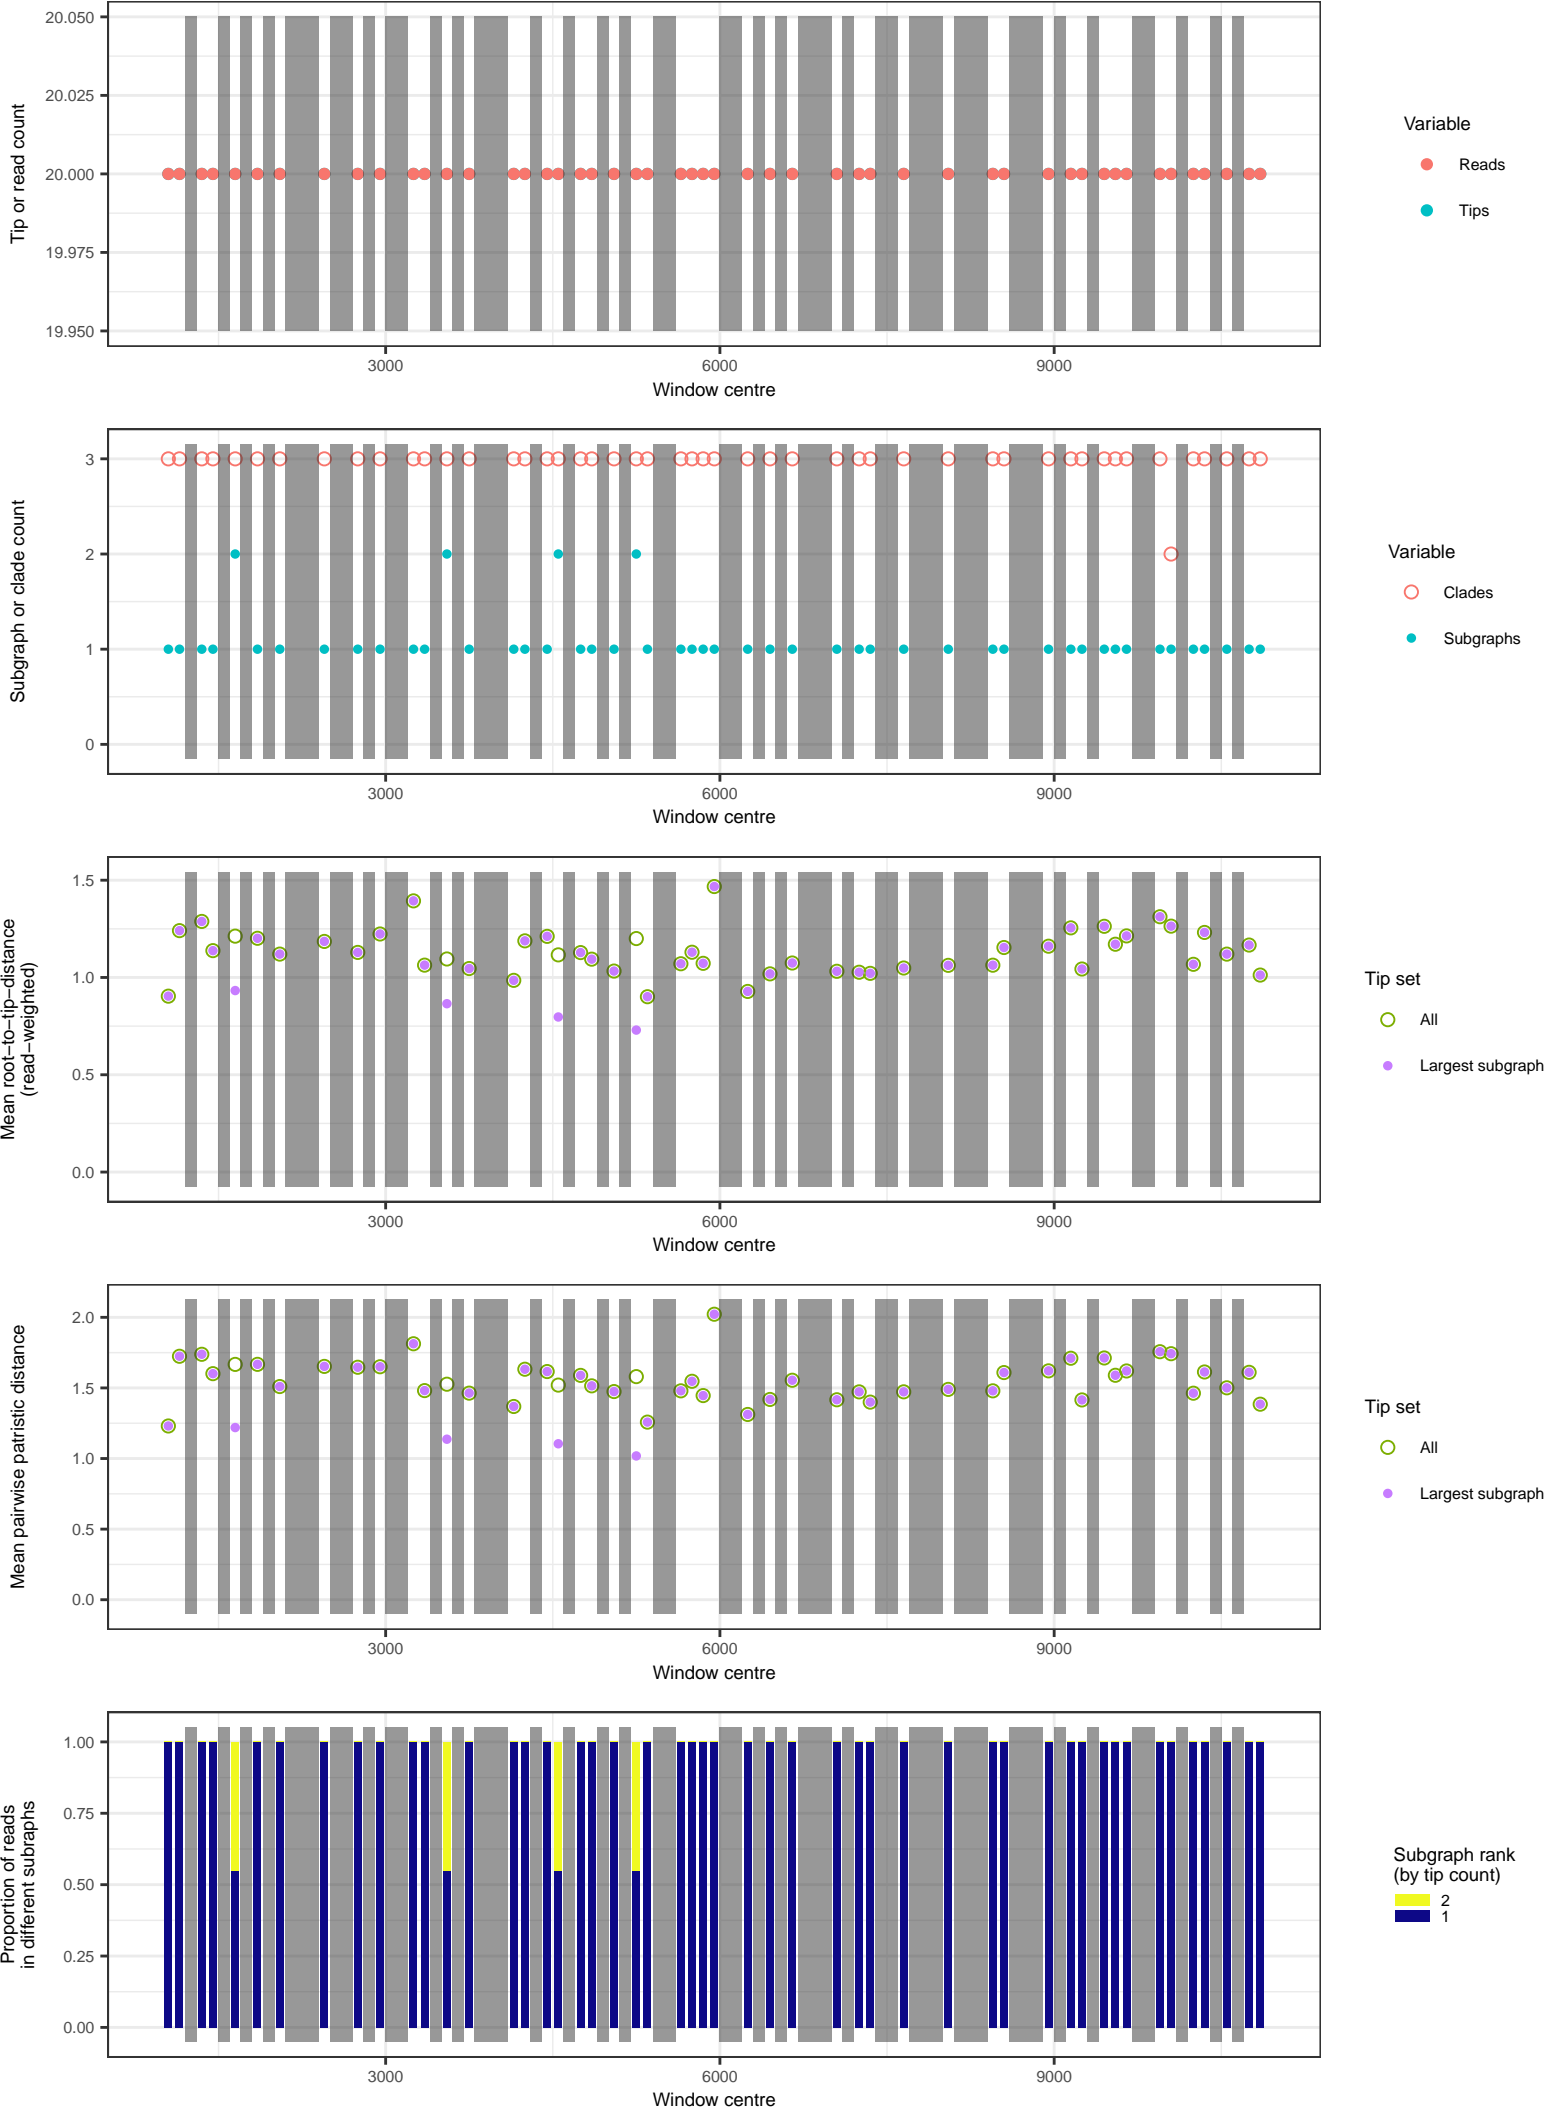 20.050
20.025
20.000
19.975
19.950
Tip or read count
3000
6000
9000
Window centre
Variable
Reads
Tips
3
2
1
0
Subgraph or clade count
3000
6000
9000
Window centre
Variable
Clades
Subgraphs
1.5
1.0
0.5
0.0
Mean root−to−tip−distance
(read−weighted)
3000
6000
9000
Window centre
Tip set
All
Largest subgraph
2.0
1.5
1.0
0.5
0.0
Mean pairwise patristic distance
3000
6000
9000
Window centre
Tip set
All
Largest subgraph
1.00
0.75
0.50
0.25
0.00
Proportion of reads
in different subraphs
3000
6000
9000
Window centre
Subgraph rank
(by tip count)
2
1